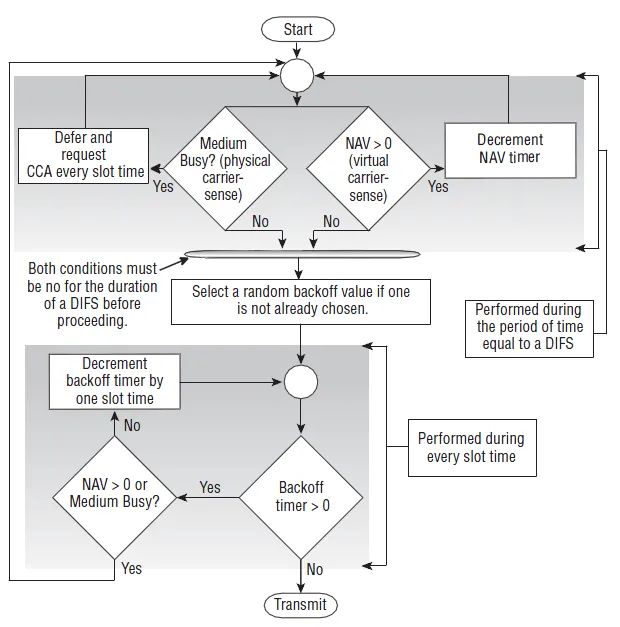 Start
Defer and
request
CCA every slot time
Yes
Medium
Busy? (physical
carrier-
sense)
No
NAV > 0
(virtual
carrier-
sense)
No
Yes
Decrement
NAV timer
Both conditions must
be no for the duration
of a DIFS before
proceeding.
Select a random backoff value if one
is not already chosen.
Performed during
the period of time
equal to a DIFS
Decrement
backoff timer by
one slot time
No
NAV > 0 or
Medium Busy?
Yes
Backoff
timer > 0
Performed during
every slot time
Yes
No
Transmit